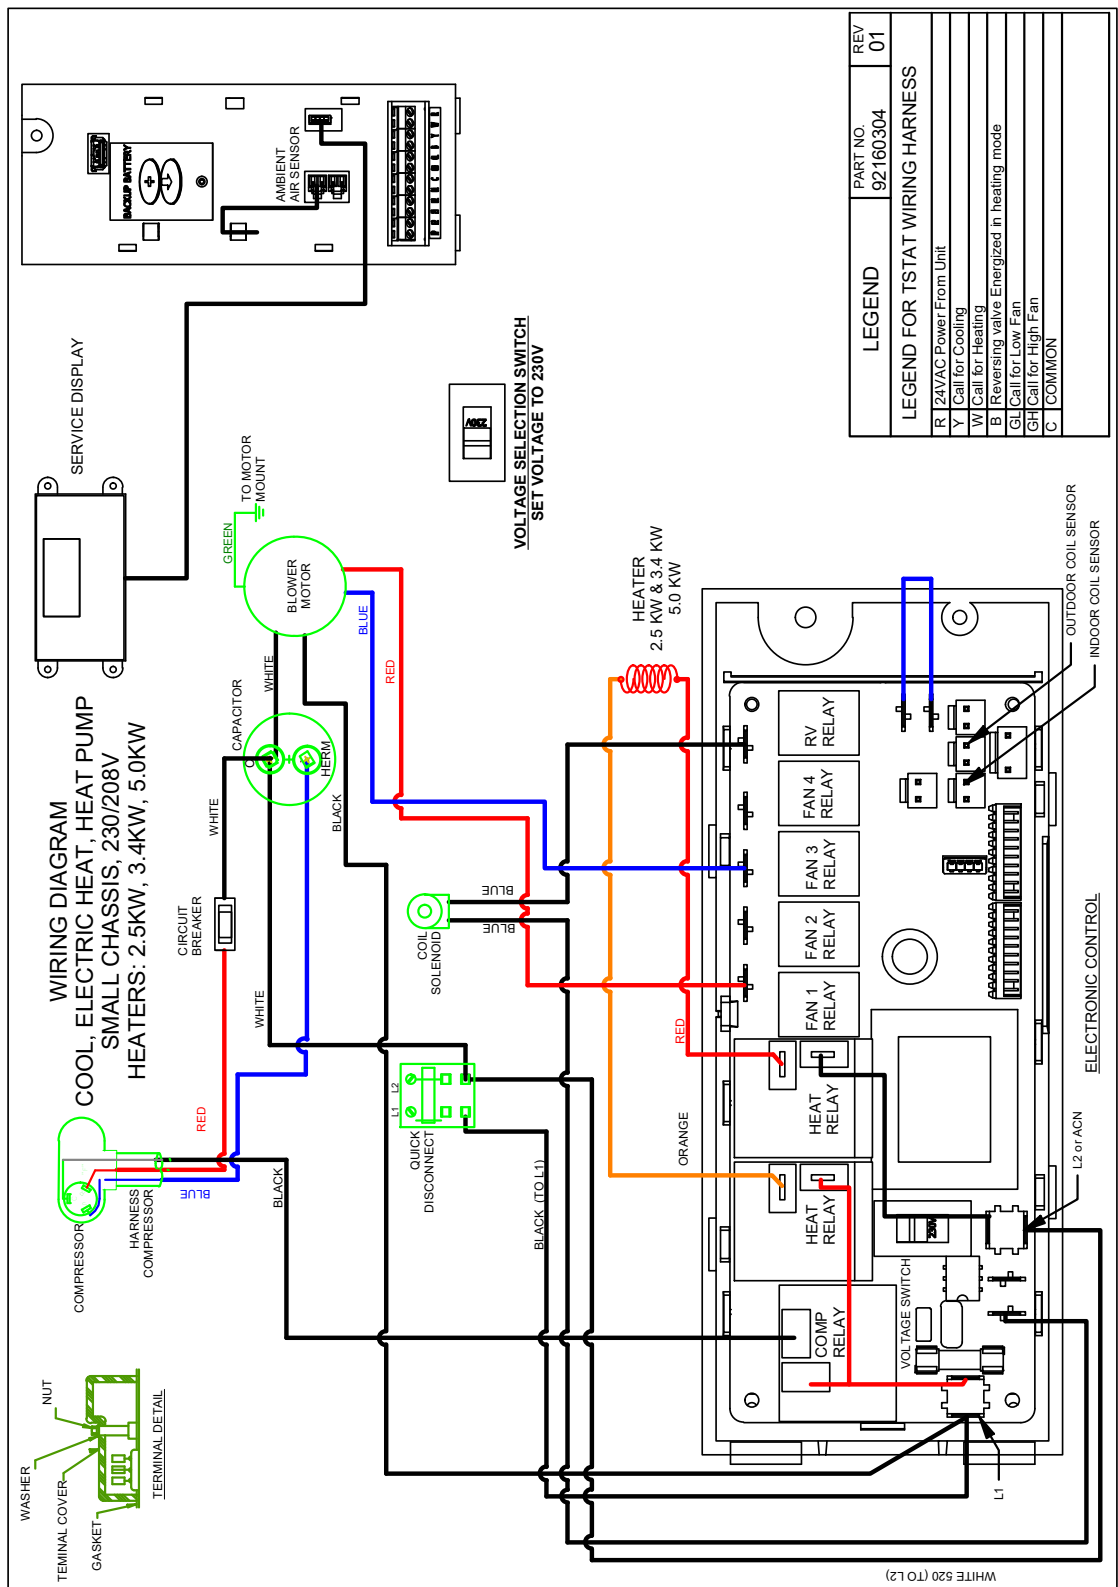 WIRING DIAGRAM
COOL, ELECTRIC HEAT, HEAT PUMP
SMALL CHASSIS, 230/208V
HEATERS: 2.5KW, 3.4KW, 5.0KW
SERVICE DISPLAY
BACKUP BATTERY
AMBIENT
AIR SENSOR
WASHER
NUT
TEMINAL COVER
GASKET
TERMINAL DETAIL
COMPRESSOR
HARNESS
COMPRESSOR
RED
BLUE
BLACK
CIRCUIT
BREAKER
WHITE
WHITE
CAPACITOR
C
HERM
WHITE
BLACK
BLOWER
MOTOR
GREEN
TO MOTOR
MOUNT
BLUE
RED
VOLTAGE SELECTION SWITCH
SET VOLTAGE TO 230V
230V
QUICK
DISCONNECT
L1
L2
BLACK (TO L1)
COIL
SOLENOID
BLUE
BLUE
HEATER
2.5 KW & 3.4 KW
5.0 KW
ORANGE
RED
COMP
RELAY
HEAT
RELAY
HEAT
RELAY
FAN 1
RELAY
FAN 2
RELAY
FAN 3
RELAY
FAN 4
RELAY
RV
RELAY
VOLTAGE SWITCH
230V
L1
L2 or ACN
ELECTRONIC CONTROL
OUTDOOR COIL SENSOR
INDOOR COIL SENSOR
WHITE 520 (TO L2)
LEGEND
PART NO.
92160304
REV
01
LEGEND FOR TSTAT WIRING HARNESS
R 24VAC Power From Unit
Y Call for Cooling
W Call for Heating
B Reversing valve Energized in heating mode
GL Call for Low Fan
GH Call for High Fan
C COMMON